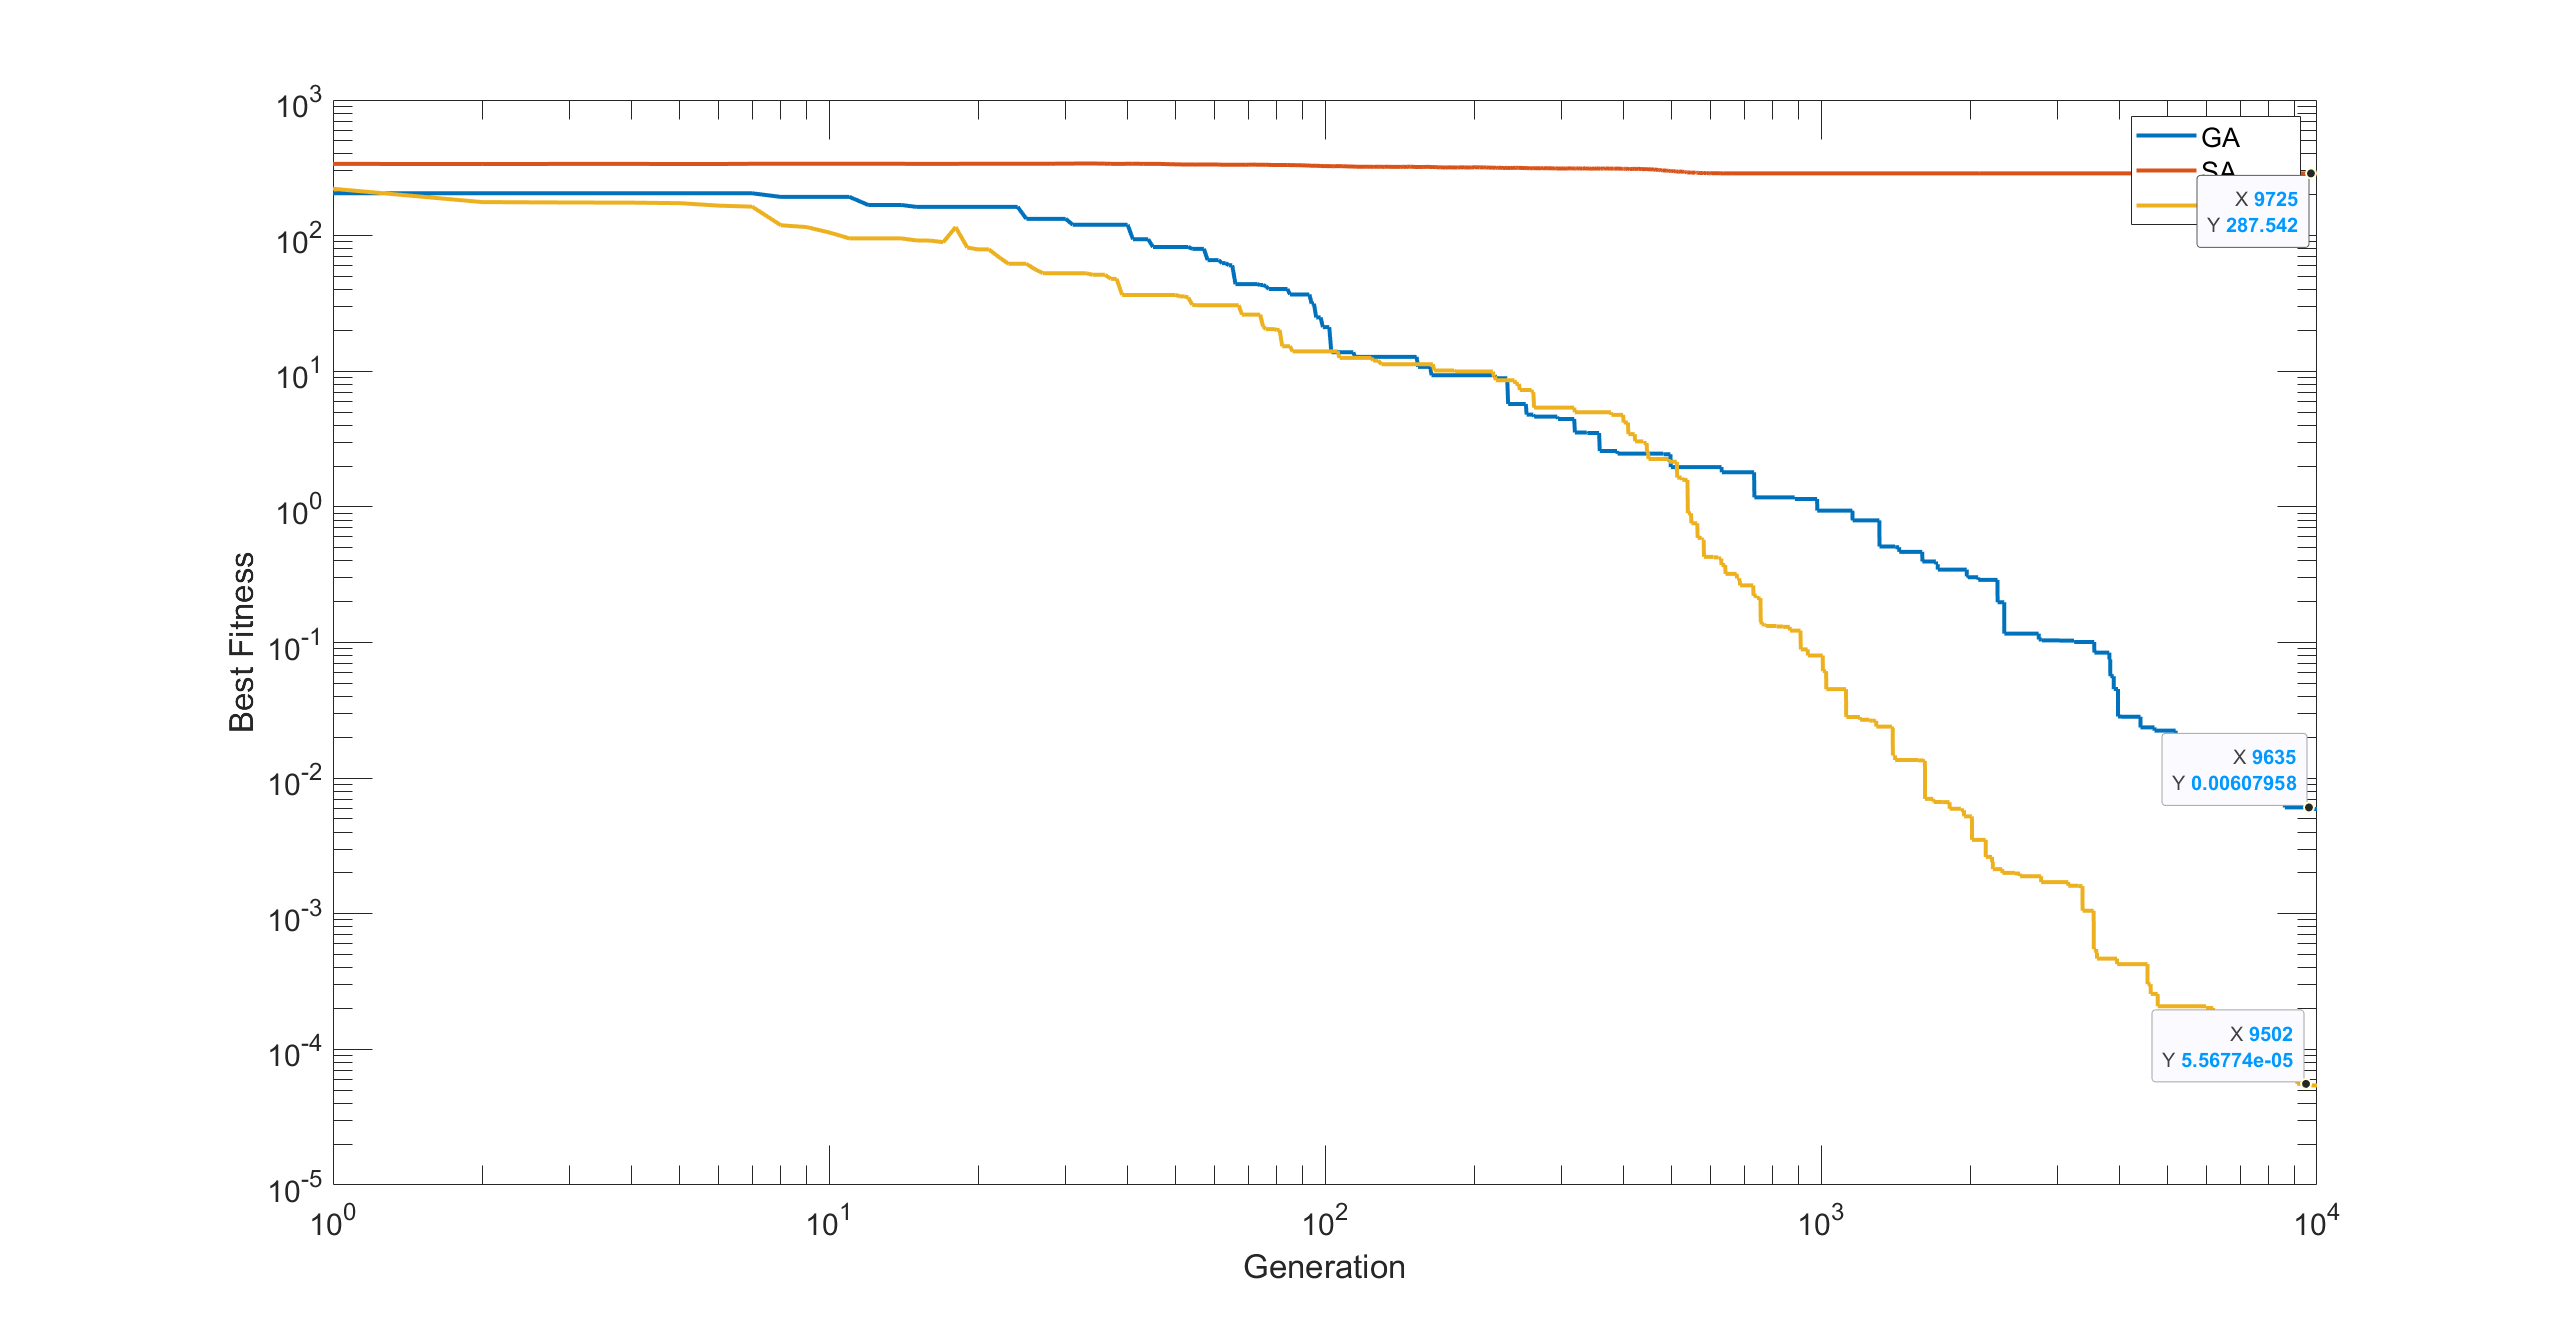 10^3
10^2
10^1
10^0
10^-1
10^-2
10^-3
10^-4
10^-5
Best Fitness
GA
SA
X 9725
Y 287.542
X 9635
Y 0.00607958
X 9502
Y 5.56774e-05
10^0 10^1 10^2 10^3 10^4
Generation